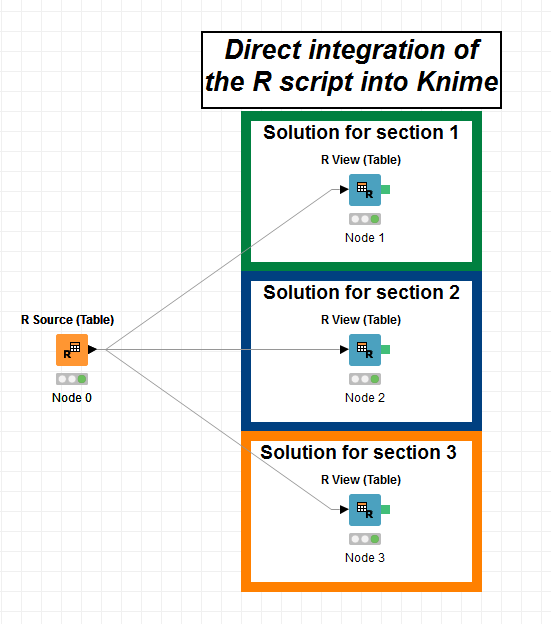 Direct integration of
the R script into Knime
Solution for section 1
R View (Table)
R
Node 1
Solution for section 2
R Source (Table)
R View (Table)
R
R
Node 0
Node 2
Solution for section 3
R View (Table)
R
Node 3